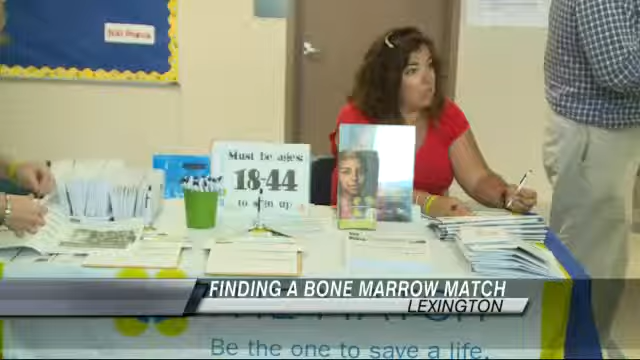 Must be ages:
18-44
to sign up!
FINDING A BONE MARROW MATCH
LEXINGTON
Be the one to save a life.